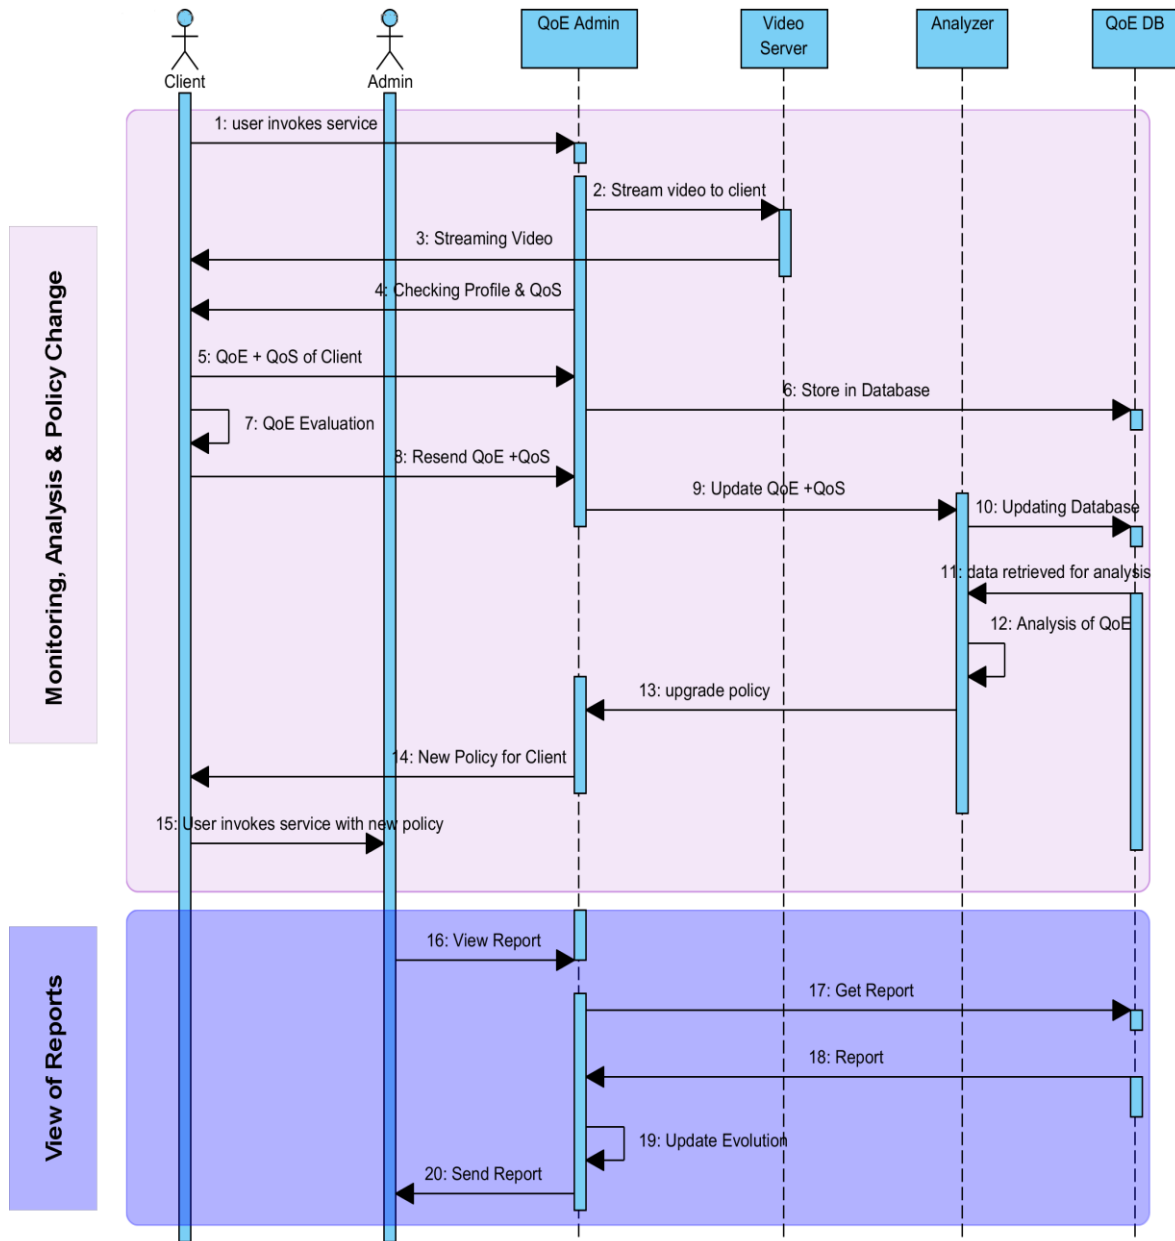 QoE Admin
Video
Server
Analyzer
QoE DB
Client
Admin
1: user invokes service
2: Stream video to client
3: Streaming Video
4: Checking Profile & QoS
5: QoE + QoS of Client
6: Store in Database
7: QoE Evaluation
8: Resend QoE +QoS
9: Update QoE +QoS
10: Updating Database
11: data retrieved for analysis
12: Analysis of QoE
13: upgrade policy
14: New Policy for Client
15: User invokes service with new policy
Monitoring, Analysis & Policy Change
16: View Report
17: Get Report
18: Report
19: Update Evolution
20: Send Report
View of Reports